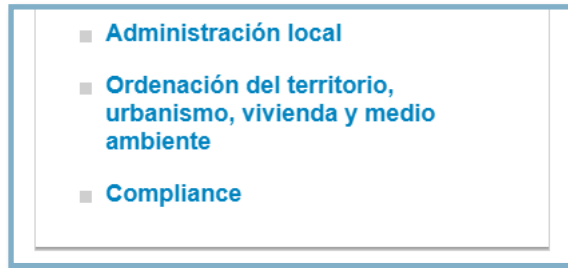 Administración local
Ordenación del territorio,
urbanismo, vivienda y medio
ambiente
Compliance